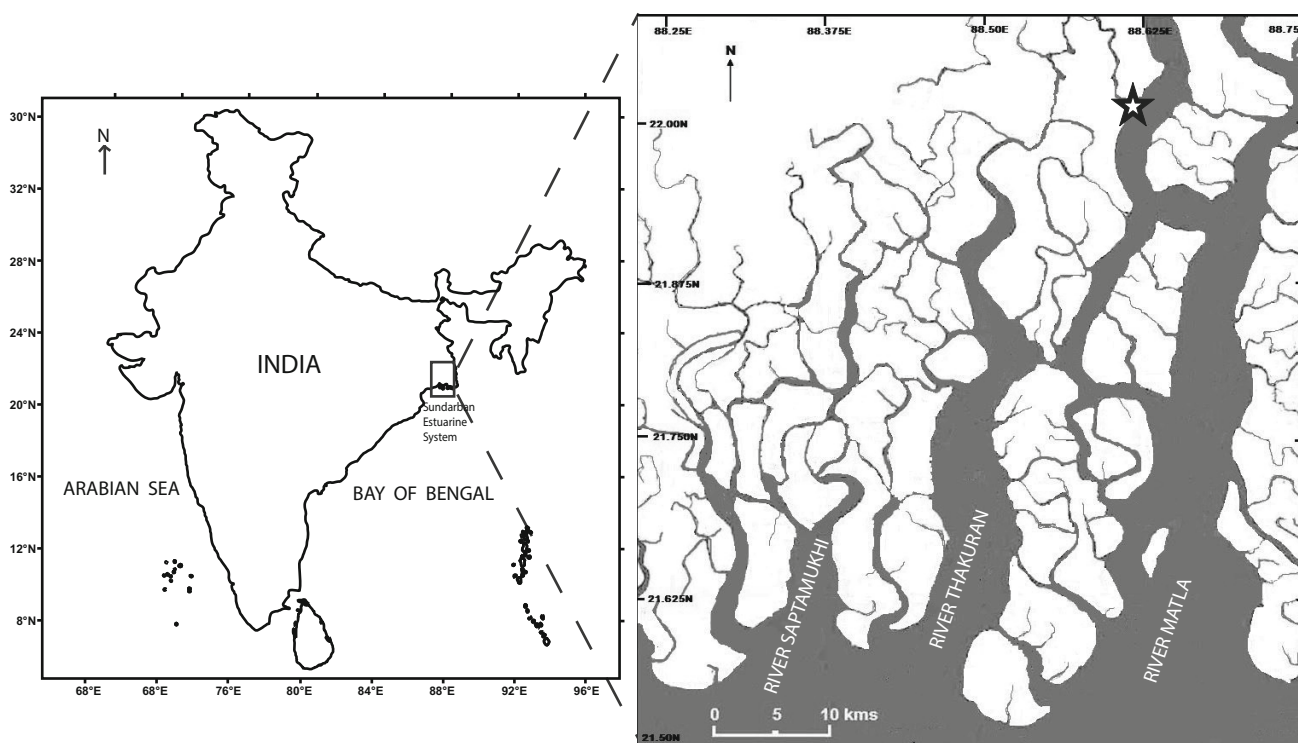 N
30°N
32°N
28°N
24°N
20°N
16°N
12°N
8°N
68°E
68°E
76°E
80°E
84°E
88°E
92°E
96°E
INDIA
Sundarban
Estuarine
System
ARABIAN SEA
BAY OF BENGAL
88.25E
88.375E
88.50E
88.625E
88.75
N
22.00N
21.875N
21.750N
21.625N
21.50N
RIVER SAPTAMUKHI
RIVER THAKURAN
RIVER MATLA
0 5 10 kms